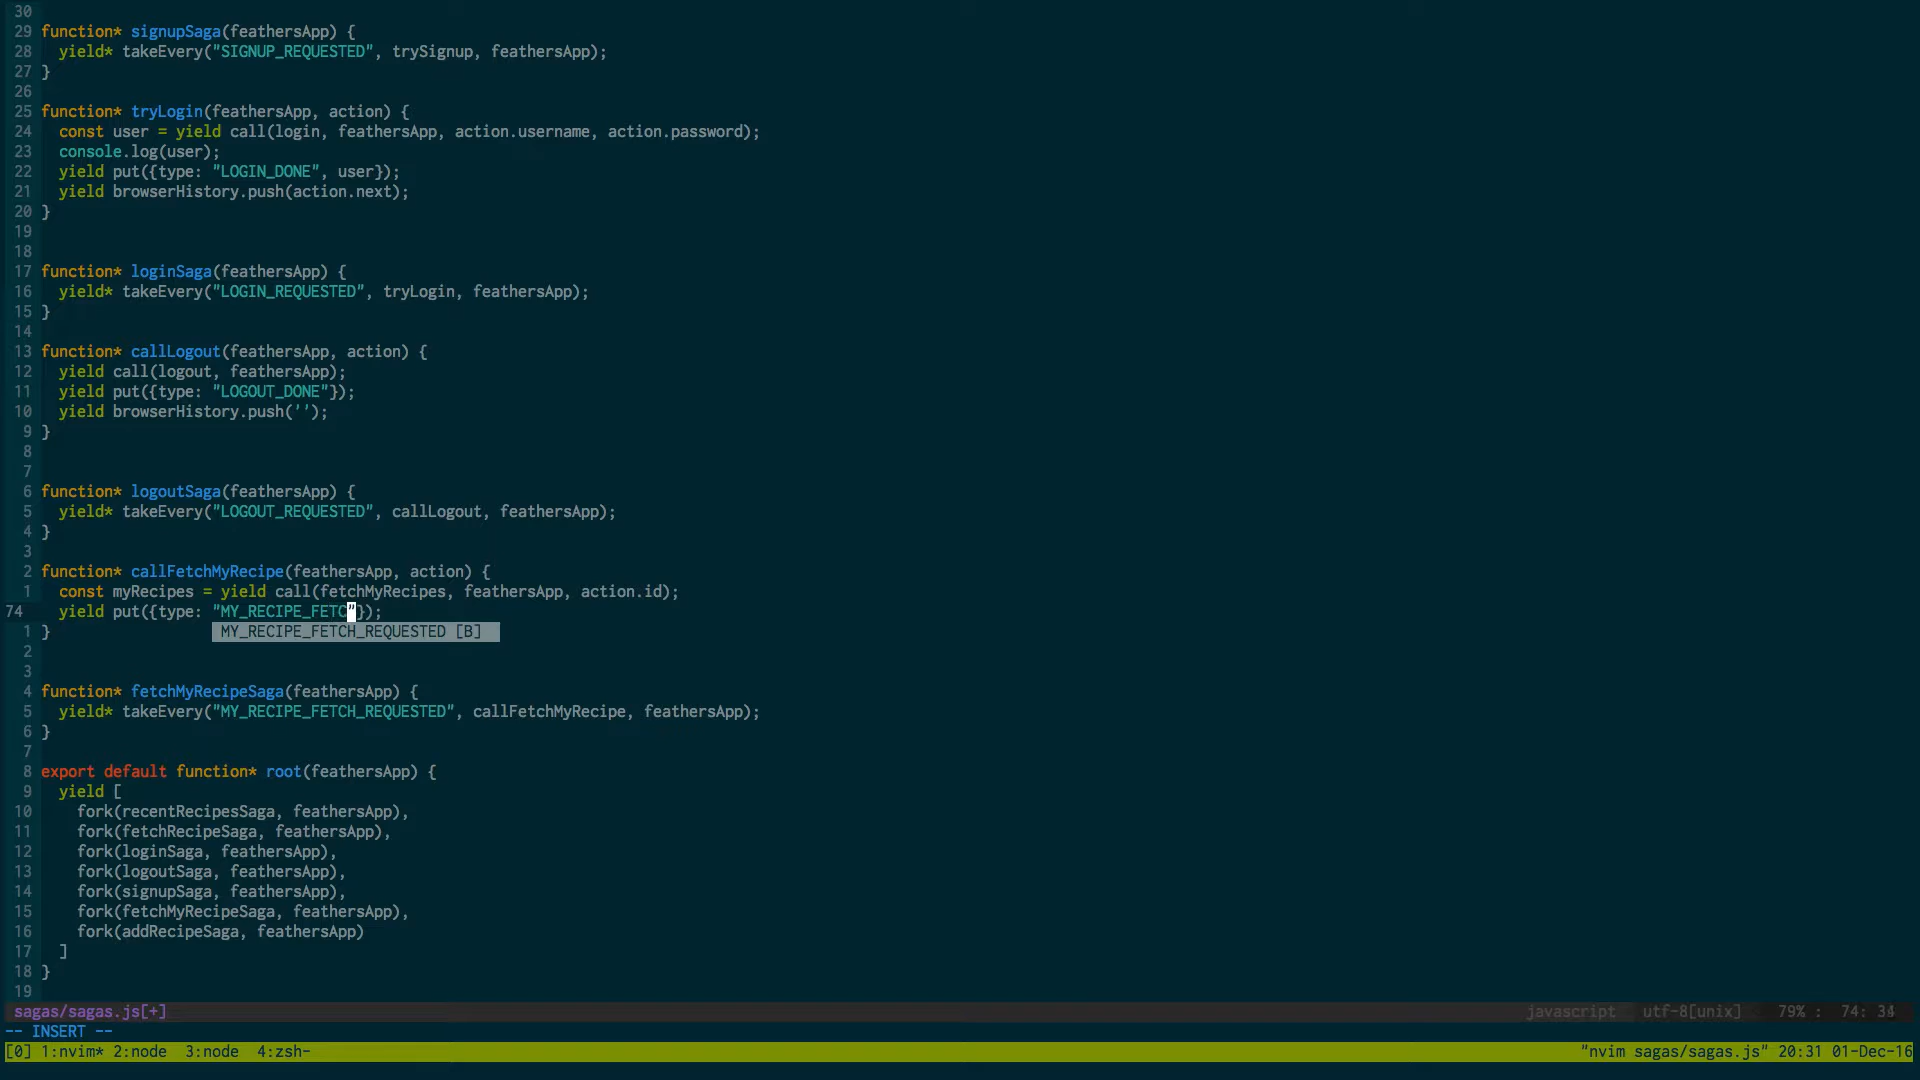 30
29 function* signupSaga(feathersApp) {
28   yield* takeEvery("SIGNUP_REQUESTED", trySignup, feathersApp);
27 }
26
25 function* tryLogin(feathersApp, action) {
24   const user = yield call(login, feathersApp, action.username, action.password);
23   console.log(user);
22   yield put({type: "LOGIN_DONE", user});
21   yield browserHistory.push(action.next);
20 }
19
18
17 function* loginSaga(feathersApp) {
16   yield* takeEvery("LOGIN_REQUESTED", tryLogin, feathersApp);
15 }
14
13 function* callLogout(feathersApp, action) {
12   yield call(logout, feathersApp);
11   yield put({type: "LOGOUT_DONE"});
10   yield browserHistory.push('');
9 }
8
7
6 function* logoutSaga(feathersApp) {
5   yield* takeEvery("LOGOUT_REQUESTED", callLogout, feathersApp);
4 }
3
2 function* callFetchMyRecipe(feathersApp, action) {
1   const myRecipes = yield call(fetchMyRecipes, feathersApp, action.id);
74   yield put({type: "MY_RECIPE_FETC"});
1 } MY_RECIPE_FETCH_REQUESTED [B]
2
3
4 function* fetchMyRecipeSaga(feathersApp) {
5   yield* takeEvery("MY_RECIPE_FETCH_REQUESTED", callFetchMyRecipe, feathersApp);
6 }
7
8 export default function* root(feathersApp) {
9   yield [
10     fork(recentRecipesSaga, feathersApp),
11     fork(fetchRecipeSaga, feathersApp),
12     fork(loginSaga, feathersApp),
13     fork(logoutSaga, feathersApp),
14     fork(signupSaga, feathersApp),
15     fork(fetchMyRecipeSaga, feathersApp),
16     fork(addRecipeSaga, feathersApp)
17   ]
18 }
19
sagas/sagas.js[+] javascript utf-8[unix] 79% : 74: 34
-- INSERT --
[0] 1:nvim* 2:node 3:node 4:zsh- "nvim sagas/sagas.js" 20:31 01-Dec-16